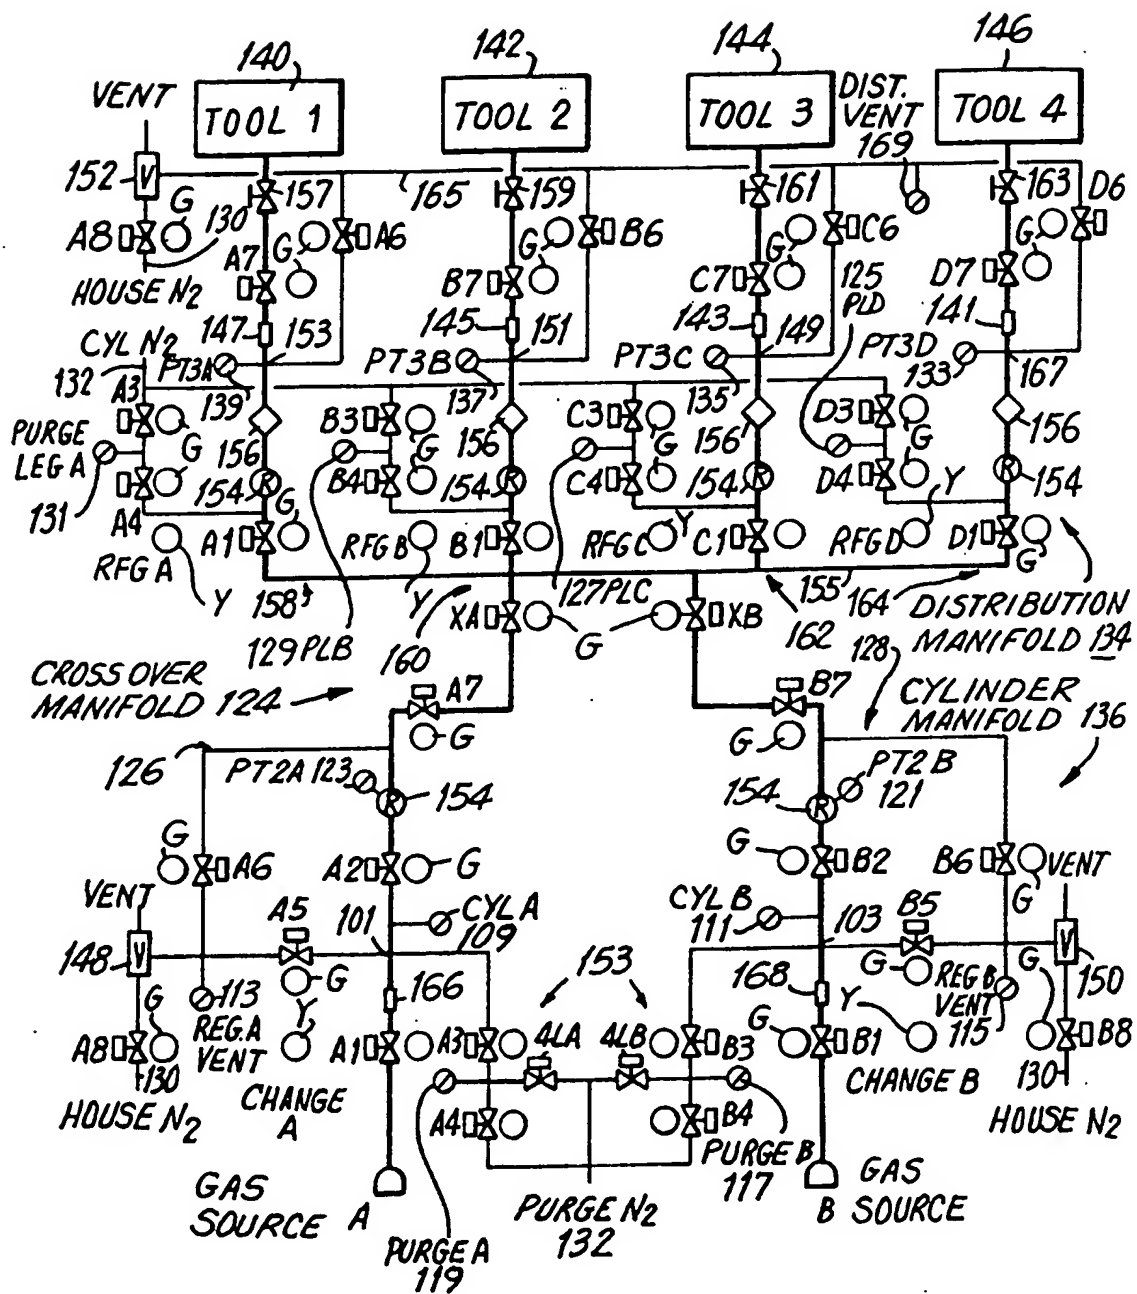 140
142
144
146
VENT
TOOL 1
TOOL 2
TOOL 3
DIST.
VENT
169
TOOL 4
152
V
157
165
159
161
163
D6
G
130
A8
G
A6
G
B6
G
C6
G
A7
B7
C7
125
PLD
D7
HOUSE N2
147
153
145
151
143
149
141
CYL N2
132
PT3A
PT3B
PT3C
PT3D
133
167
A3
139
137
135
B3
C3
D3
PURGE
LEG A
G
156
G
156
G
156
G
156
131
G
154
R
B4
154
R
C4
154
R
D4
R
154
A4
G
Y
Y
RFG A
A1
RFG B
B1
RFG C
C1
RFG D
D1
G
Y
158
Y
127 PLC
155
164
DISTRIBUTION
MANIFOLD 134
129 PLB
160
XA
G
XB
162
128
CROSS OVER
MANIFOLD 124
A7
G
B7
G
CYLINDER
MANIFOLD
136
126
PT2A 123
R
154
154
R
PT2B
121
G
A6
A2
G
G
B2
B6
G
VENT
VENT
A5
101
CYL A
109
CYL B
111
103
B5
148
V
G
153
G
V
150
113
REG. A
VENT
166
168
REG B
VENT
115
G
G
Y
Y
A8
A1
A3
4LA
4LB
B3
G
B1
B8
130
HOUSE N2
CHANGE
A
A4
B4
CHANGE B
130
HOUSE N2
PURGE B
117
GAS
SOURCE A
PURGE N2
132
GAS
B SOURCE
PURGE A
119